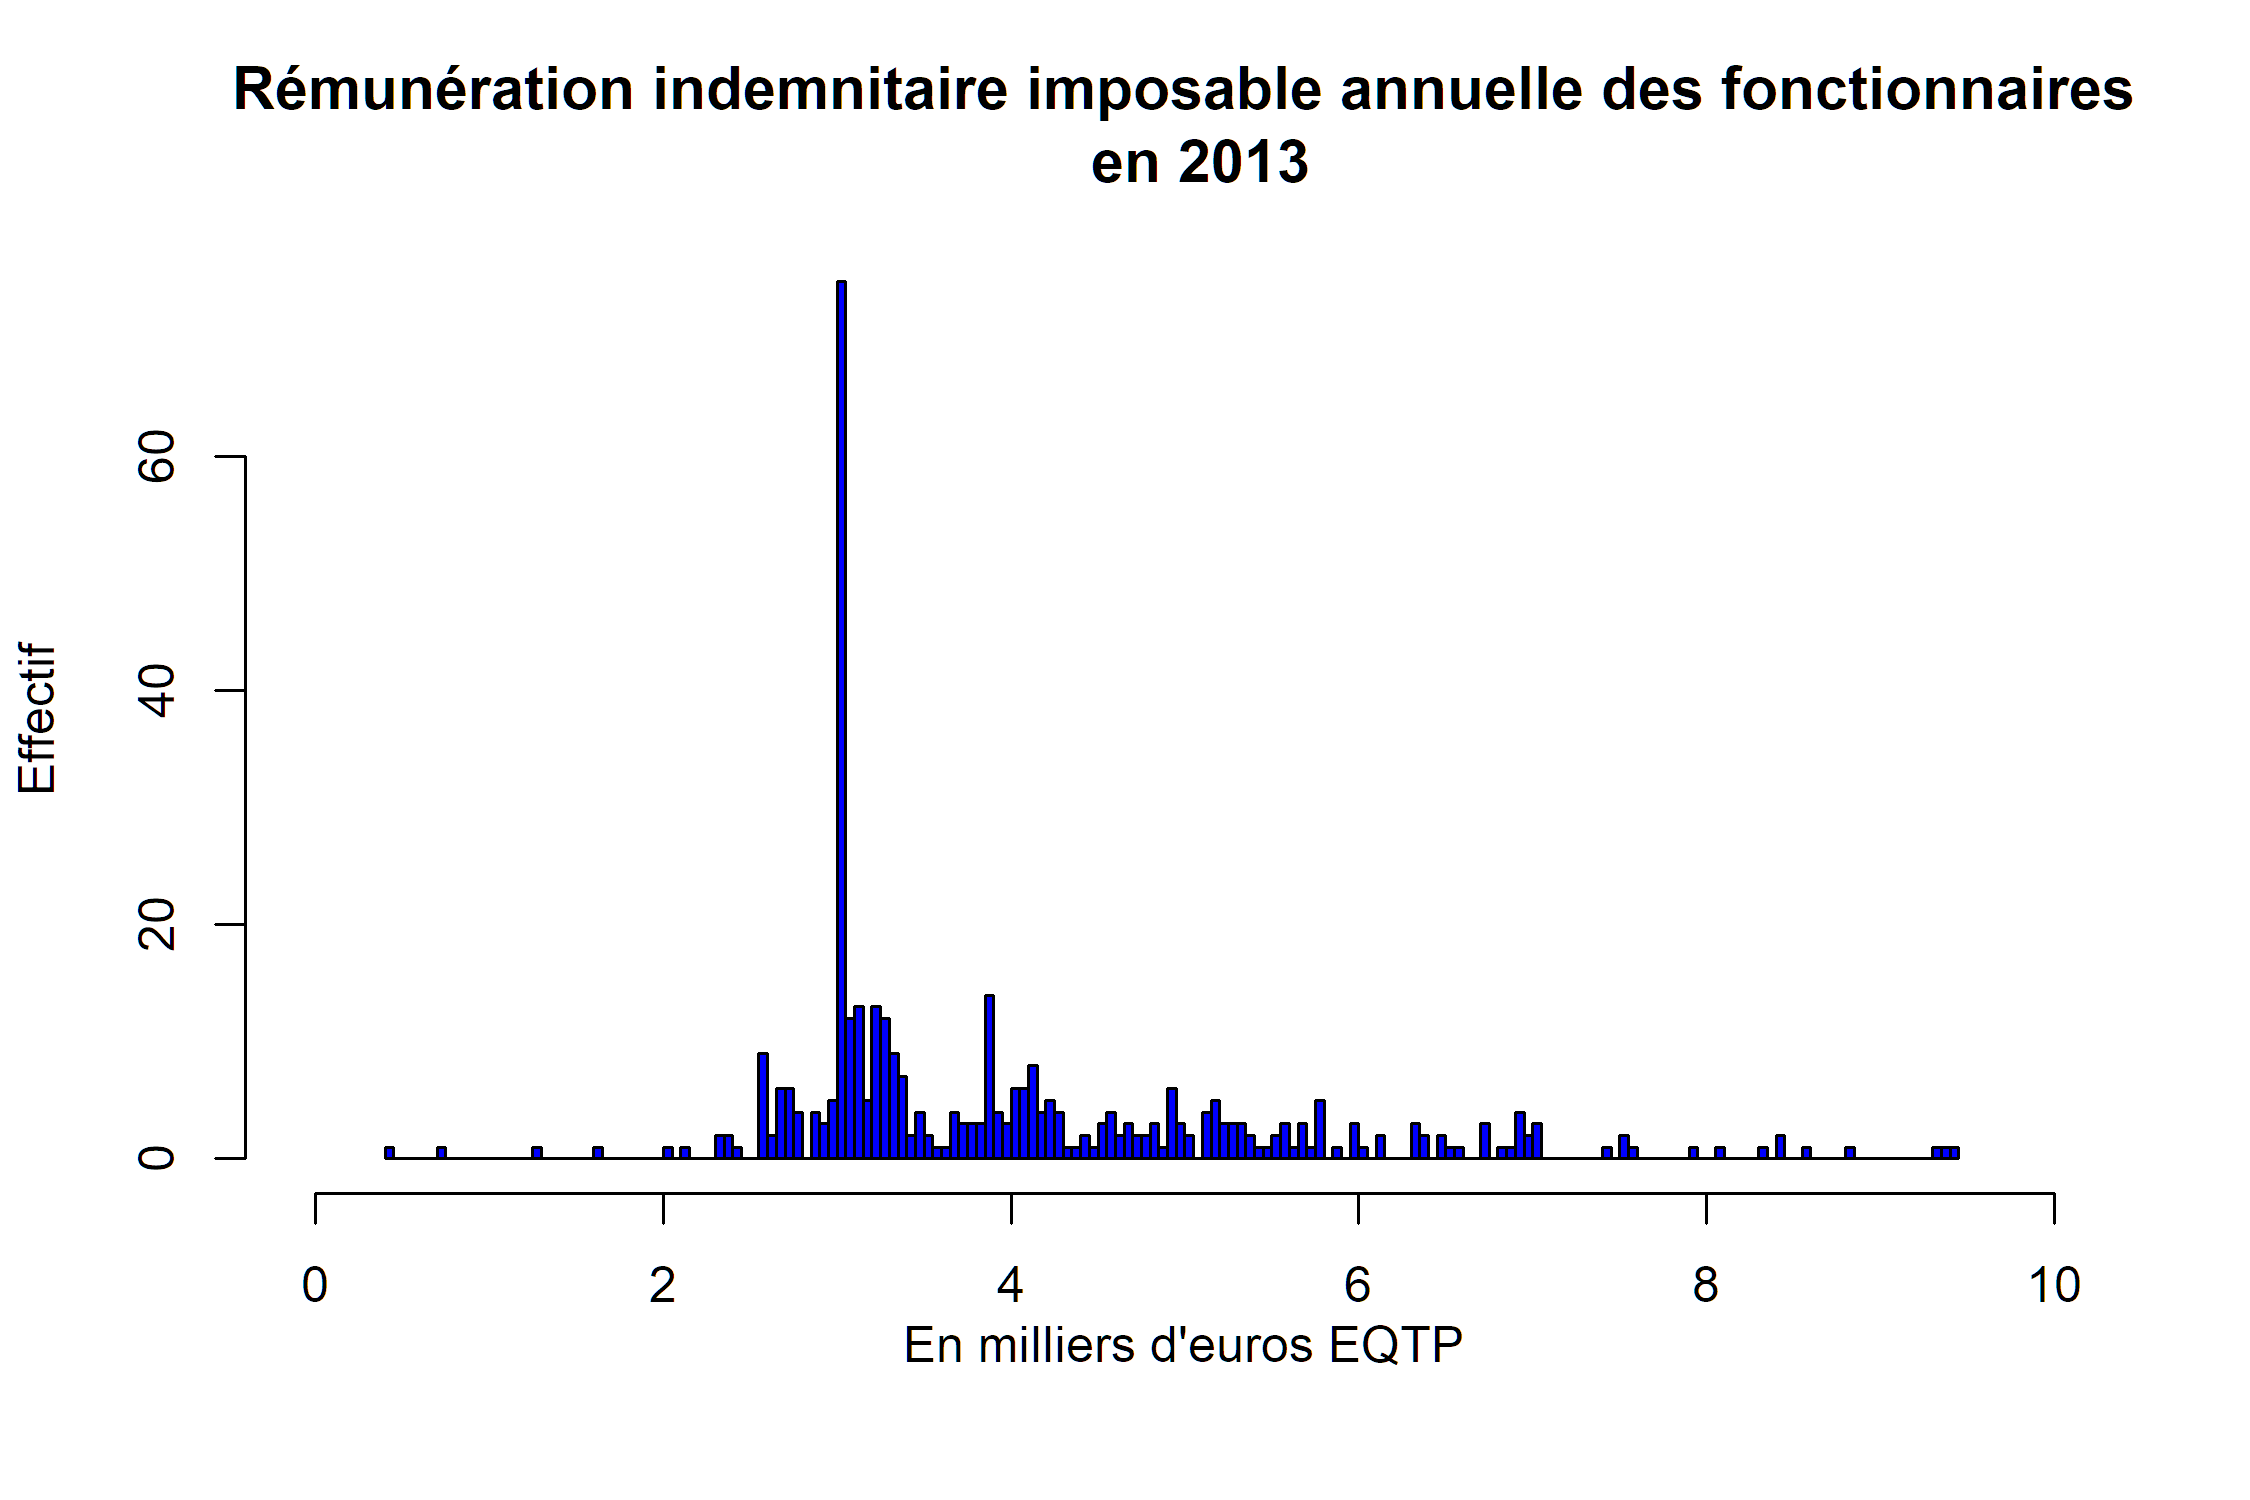 Rémunération indemnitaire imposable annuelle des fonctionnaires
en 2013
60
40
20
0
Effectif
0 2 4 6 8 10
En milliers d'euros EQTP